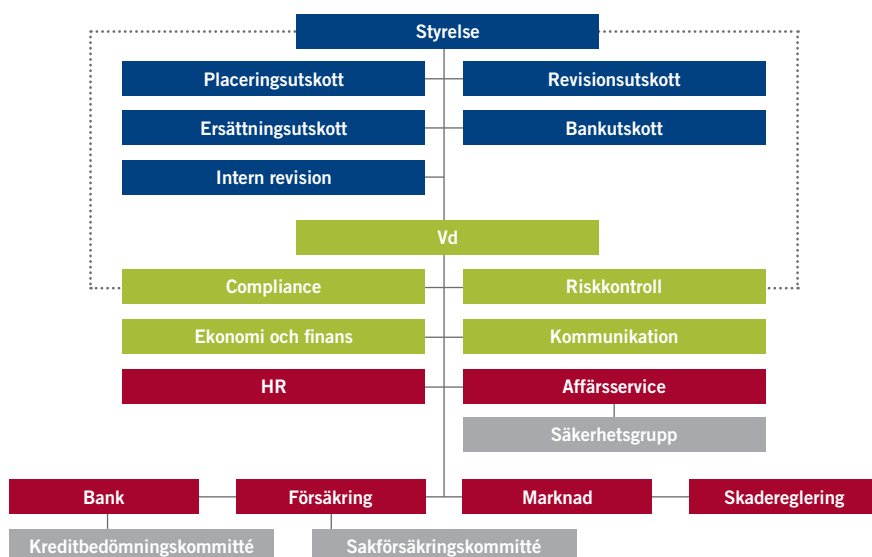 Styrelse
Placeringsutskott
Revisionsutskott
Ersättningsutskott
Bankutskott
Intern revision
Vd
Compliance
Riskkontroll
Ekonomi och finans
Kommunikation
HR
Affärsservice
Säkerhetsgrupp
Bank
Försäkring
Marknad
Skadereglering
Kreditbedömningskommitté
Sakförsäkringskommitté